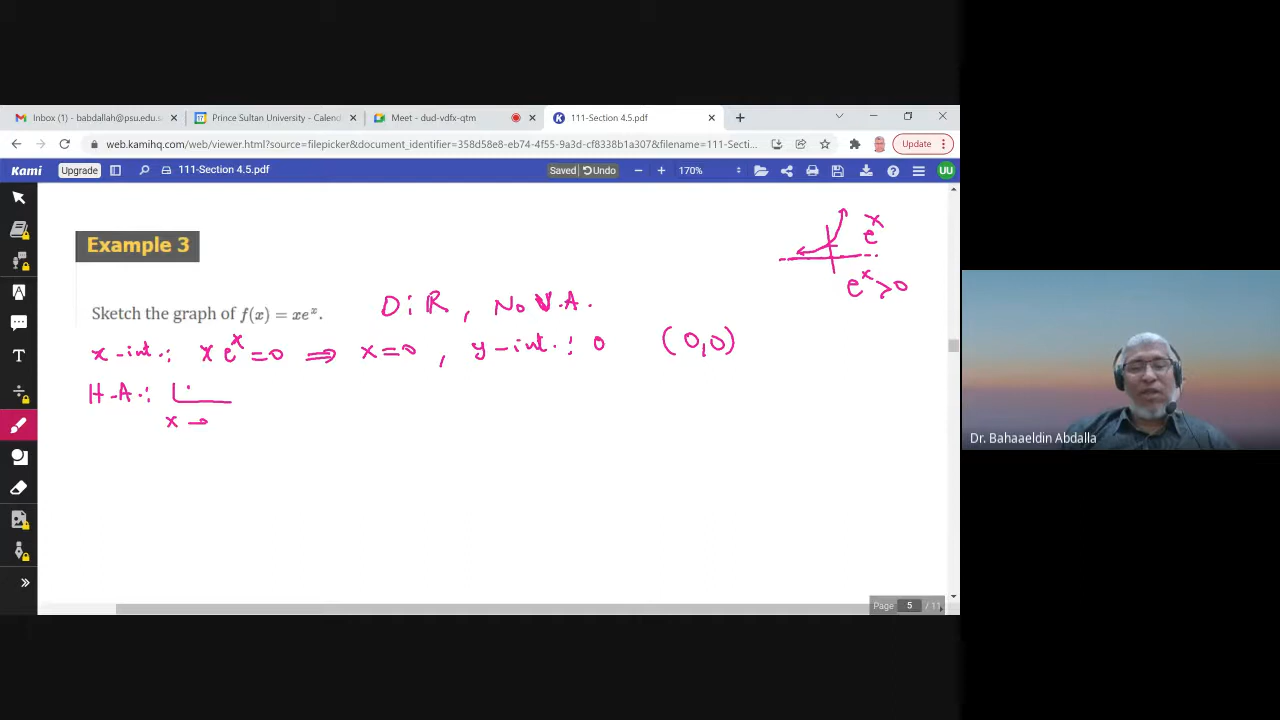 Inbox (1) - babdallah@psu.edu.s
Prince Sultan University - Calend
Meet - dud-vdfx-qtm
111-Section 4.5.pdf
web.kamihq.com/web/viewer.html?source=filepicker&document_identifier=358d58e8-eb74-4f55-9a3d-cf8338b1a307&filename=111-Secti...
Update
Kami
Upgrade
111-Section 4.5.pdf
Saved
Undo
170%
UU
Example 3
e^x
e^x > 0
Sketch the graph of f(x) = xe^x.
D: R, No V.A.
x-int.: x e^x = 0 ⇒ x = 0, y-int.: 0 (0,0)
H.A.:
x →
Dr. Bahaaeldin Abdalla
Page 5 / 11